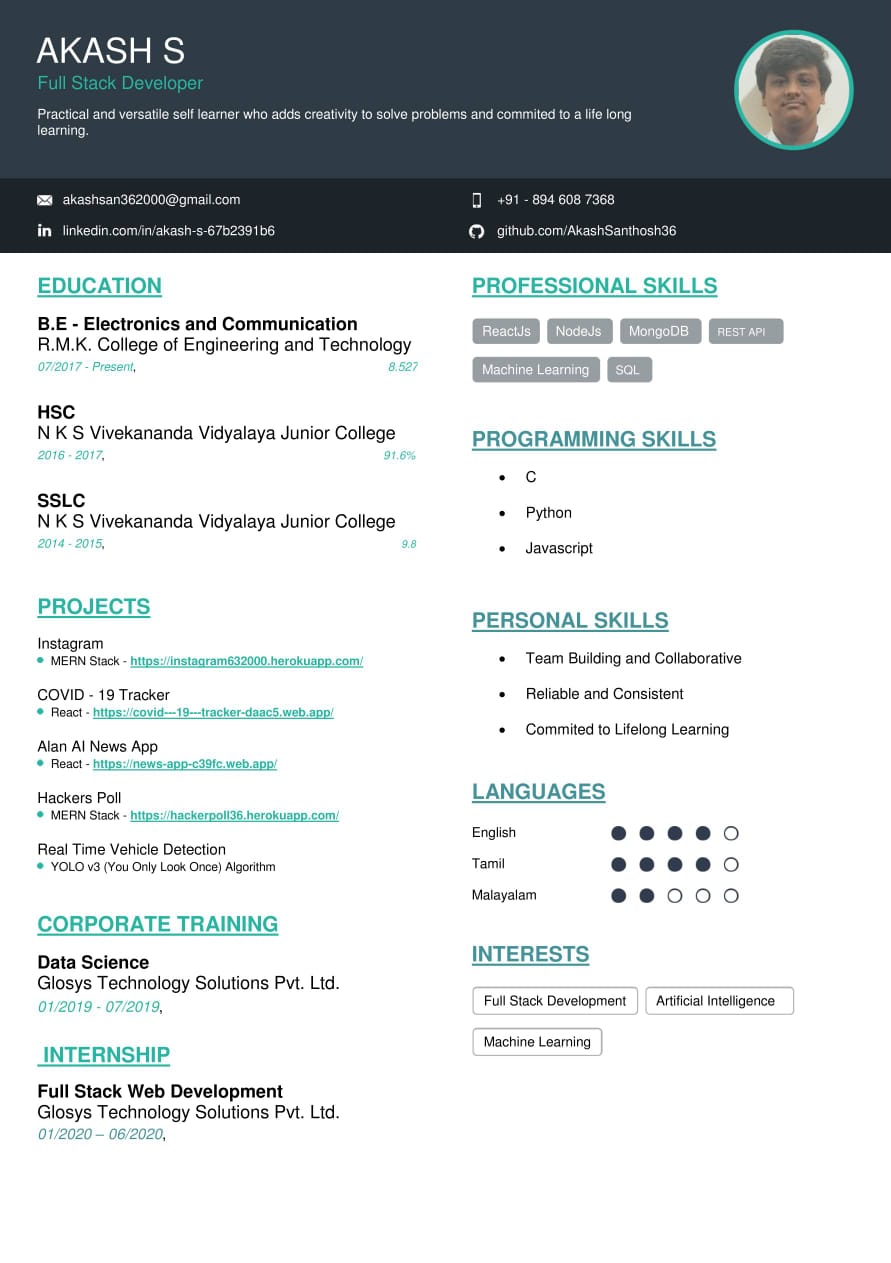 AKASH S
Full Stack Developer
Practical and versatile self learner who adds creativity to solve problems and commited to a life long
learning.
akashsan362000@gmail.com
+91 - 894 608 7368
linkedin.com/in/akash-s-67b2391b6
github.com/AkashSanthosh36
EDUCATION
B.E - Electronics and Communication
R.M.K. College of Engineering and Technology
07/2017 - Present, 8.527
HSC
N K S Vivekananda Vidyalaya Junior College
2016 - 2017, 91.6%
SSLC
N K S Vivekananda Vidyalaya Junior College
2014 - 2015, 9.8
PROJECTS
Instagram
MERN Stack - https://instagram632000.herokuapp.com/
COVID - 19 Tracker
React - https://covid---19---tracker-daac5.web.app/
Alan AI News App
React - https://news-app-c39fc.web.app/
Hackers Poll
MERN Stack - https://hackerpoll36.herokuapp.com/
Real Time Vehicle Detection
YOLO v3 (You Only Look Once) Algorithm
CORPORATE TRAINING
Data Science
Glosys Technology Solutions Pvt. Ltd.
01/2019 - 07/2019,
INTERNSHIP
Full Stack Web Development
Glosys Technology Solutions Pvt. Ltd.
01/2020 – 06/2020,
PROFESSIONAL SKILLS
ReactJs NodeJs MongoDB REST API
Machine Learning SQL
PROGRAMMING SKILLS
• C
• Python
• Javascript
PERSONAL SKILLS
• Team Building and Collaborative
• Reliable and Consistent
• Commited to Lifelong Learning
LANGUAGES
English
Tamil
Malayalam
INTERESTS
Full Stack Development Artificial Intelligence
Machine Learning